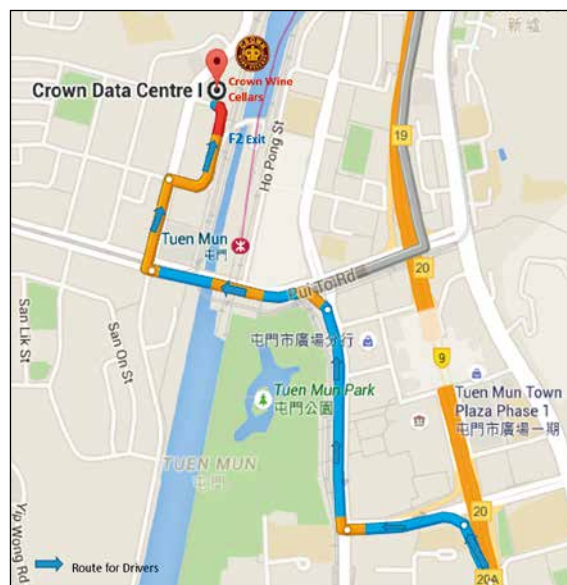 新墟
CROWN
Crown Data Centre I
Crown Wine
Cellars
F2 Exit
Ho Pong St
19
Tuen Mun
屯門
20
Pui To Rd
San Lik St
San On St
屯門市廣場分行
9
Tuen Mun Park
屯門公園
Tuen Mun Town
Plaza Phase 1
屯門市廣場一期
TUEN MUN
屯門
Yip Wong Rd
20
Route for Drivers
20A